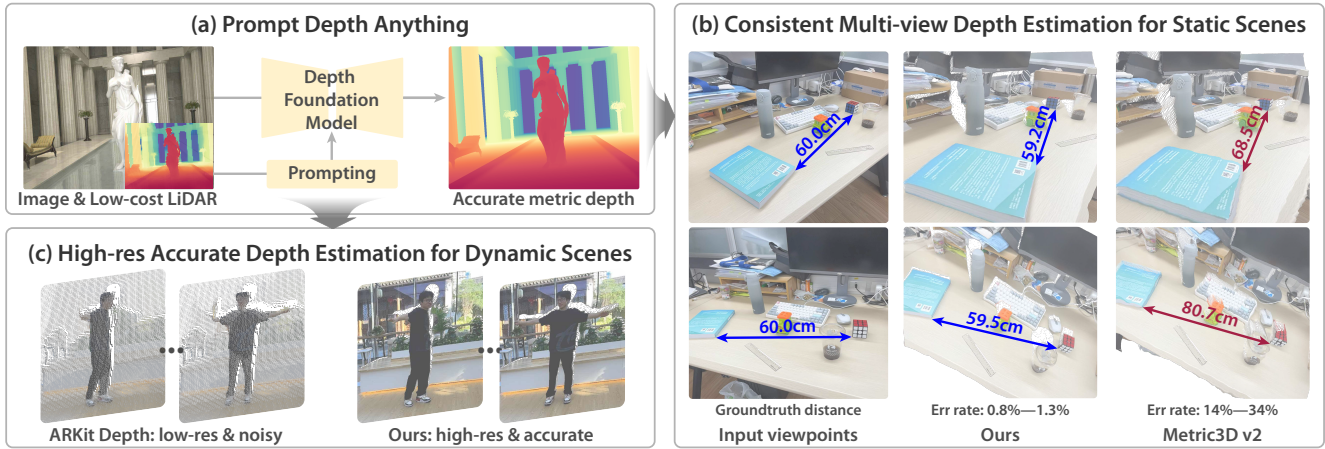 (a) Prompt Depth Anything
Depth
Foundation
Model
Prompting
Image & Low-cost LiDAR
Accurate metric depth
(b) Consistent Multi-view Depth Estimation for Static Scenes
60.0cm
59.2cm
68.5cm
60.0cm
59.5cm
80.7cm
Groundtruth distance
Err rate: 0.8%—1.3%
Err rate: 14%—34%
Input viewpoints
Ours
Metric3D v2
(c) High-res Accurate Depth Estimation for Dynamic Scenes
ARKit Depth: low-res & noisy
Ours: high-res & accurate